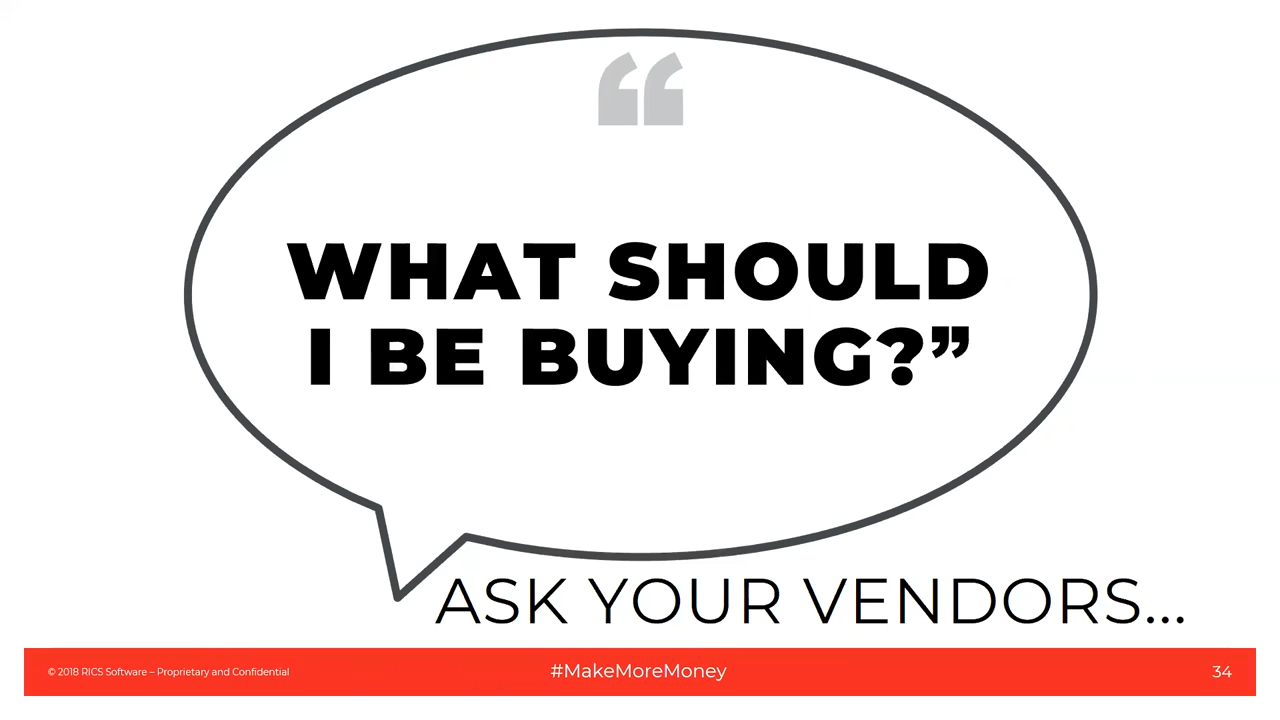 “
WHAT SHOULD
I BE BUYING?”
ASK YOUR VENDORS...
© 2018 RICS Software – Proprietary and Confidential
#MakeMoreMoney
34